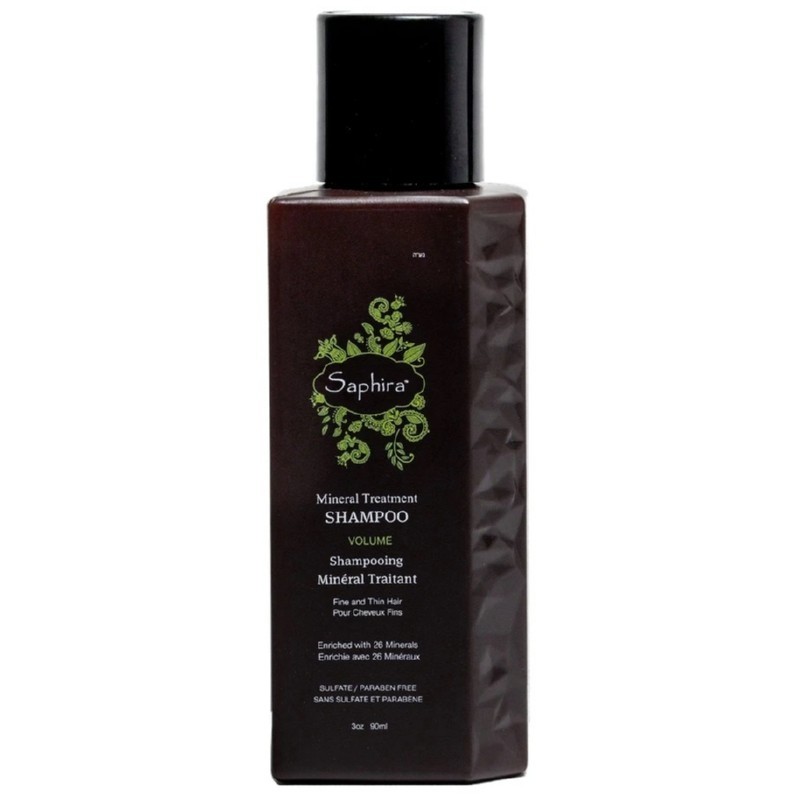 Saphira™
Mineral Treatment
SHAMPOO
VOLUME
Shampooing
Minéral Traitant
Fine and Thin Hair
Pour Cheveux Fins
Enriched with 26 Minerals
Enrichie avec 26 Minéraux
SULFATE / PARABEN FREE
SANS SULFATE ET PARABENE
3oz 90ml